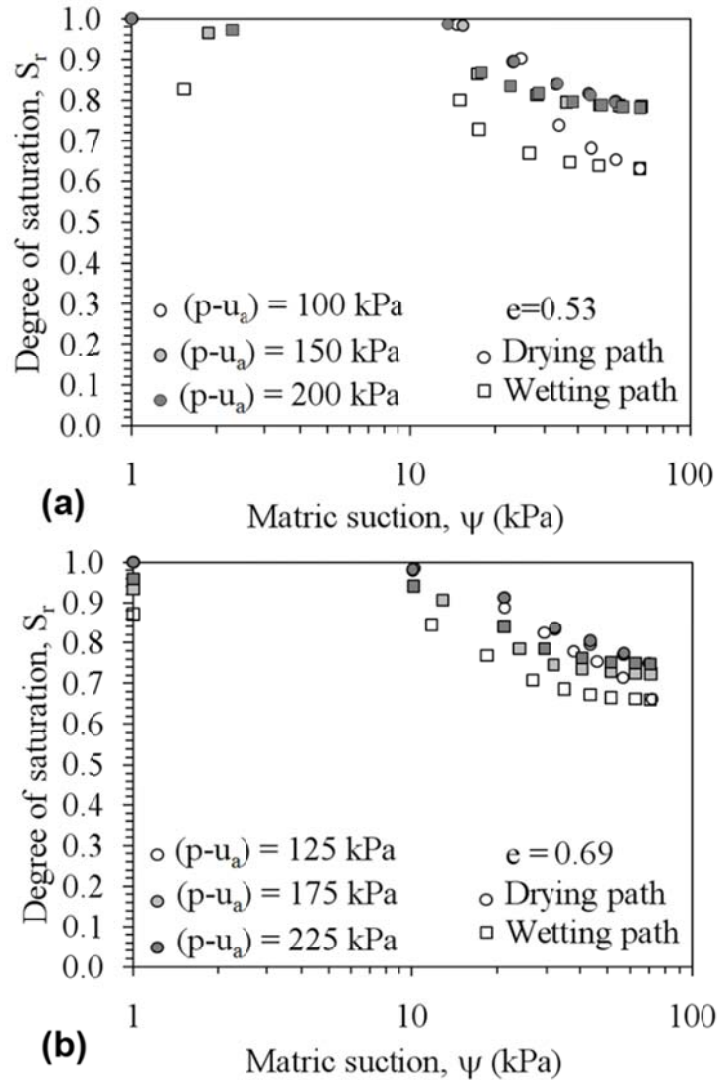 1.0
0.9
0.8
0.7
0.6
0.5
0.4
0.3
0.2
0.1
0.0
Degree of saturation, Sr
(p-ua) = 100 kPa
(p-ua) = 150 kPa
(p-ua) = 200 kPa
e=0.53
Drying path
Wetting path
1 10 100
(a)
Matric suction, ψ (kPa)
1.0
0.9
0.8
0.7
0.6
0.5
0.4
0.3
0.2
0.1
0.0
Degree of saturation, Sr
(p-ua) = 125 kPa
(p-ua) = 175 kPa
(p-ua) = 225 kPa
e = 0.69
Drying path
Wetting path
1 10 100
(b)
Matric suction, ψ (kPa)